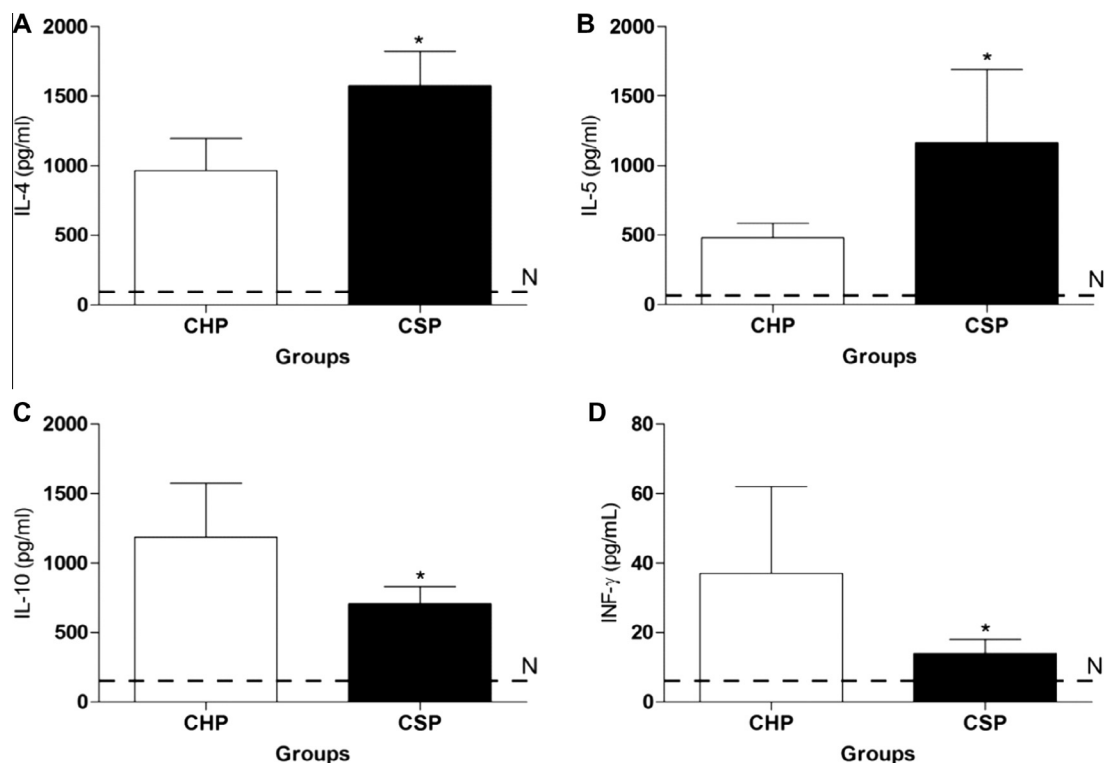 A
IL-4 (pg/ml)
2000
1500
1000
500
0
*
N
CHP CSP
Groups
B
IL-5 (pg/ml)
2000
1500
1000
500
0
*
N
CHP CSP
Groups
C
IL-10 (pg/ml)
2000
1500
1000
500
0
*
N
CHP CSP
Groups
D
INF-γ (pg/mL)
80
60
40
20
0
*
N
CHP CSP
Groups